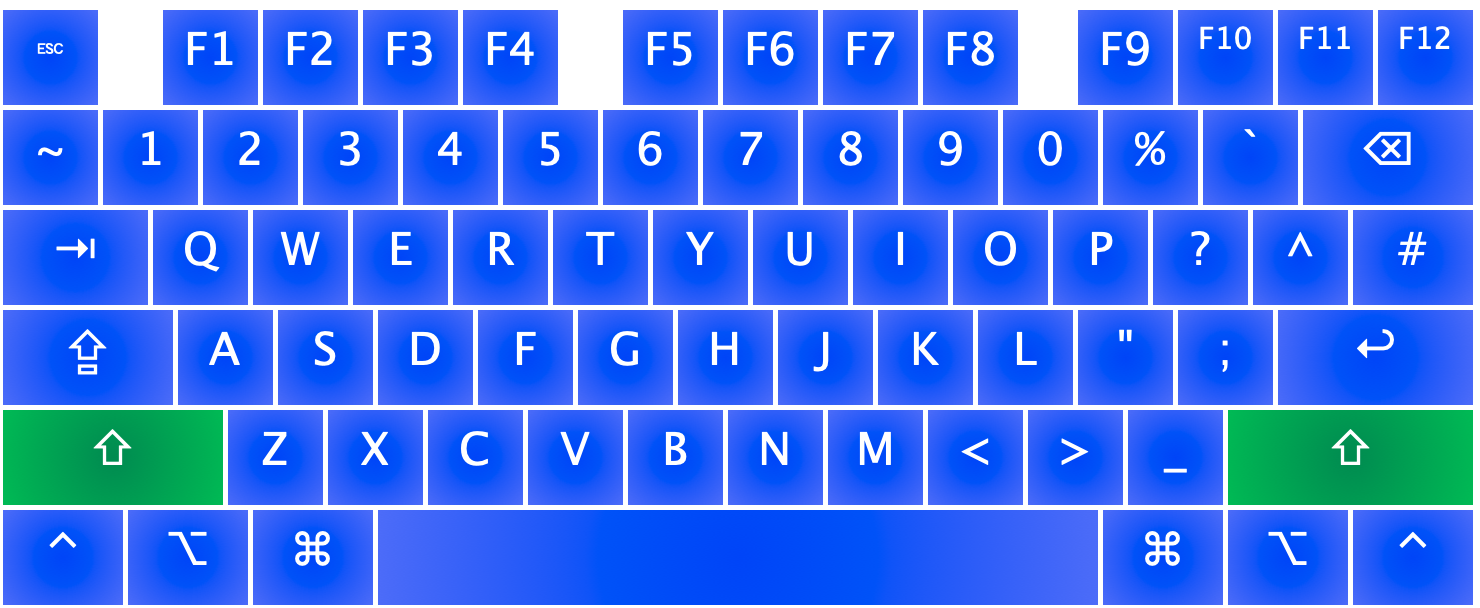 ESC F1 F2 F3 F4 F5 F6 F7 F8 F9 F10 F11 F12
~ 1 2 3 4 5 6 7 8 9 0 % ` ⌫
⇥ Q W E R T Y U I O P ? ^ #
⇪ A S D F G H J K L " ; ↩
⇧ Z X C V B N M < > _ ⇧
⌃ ⌥ ⌘ ⌘ ⌥ ⌃